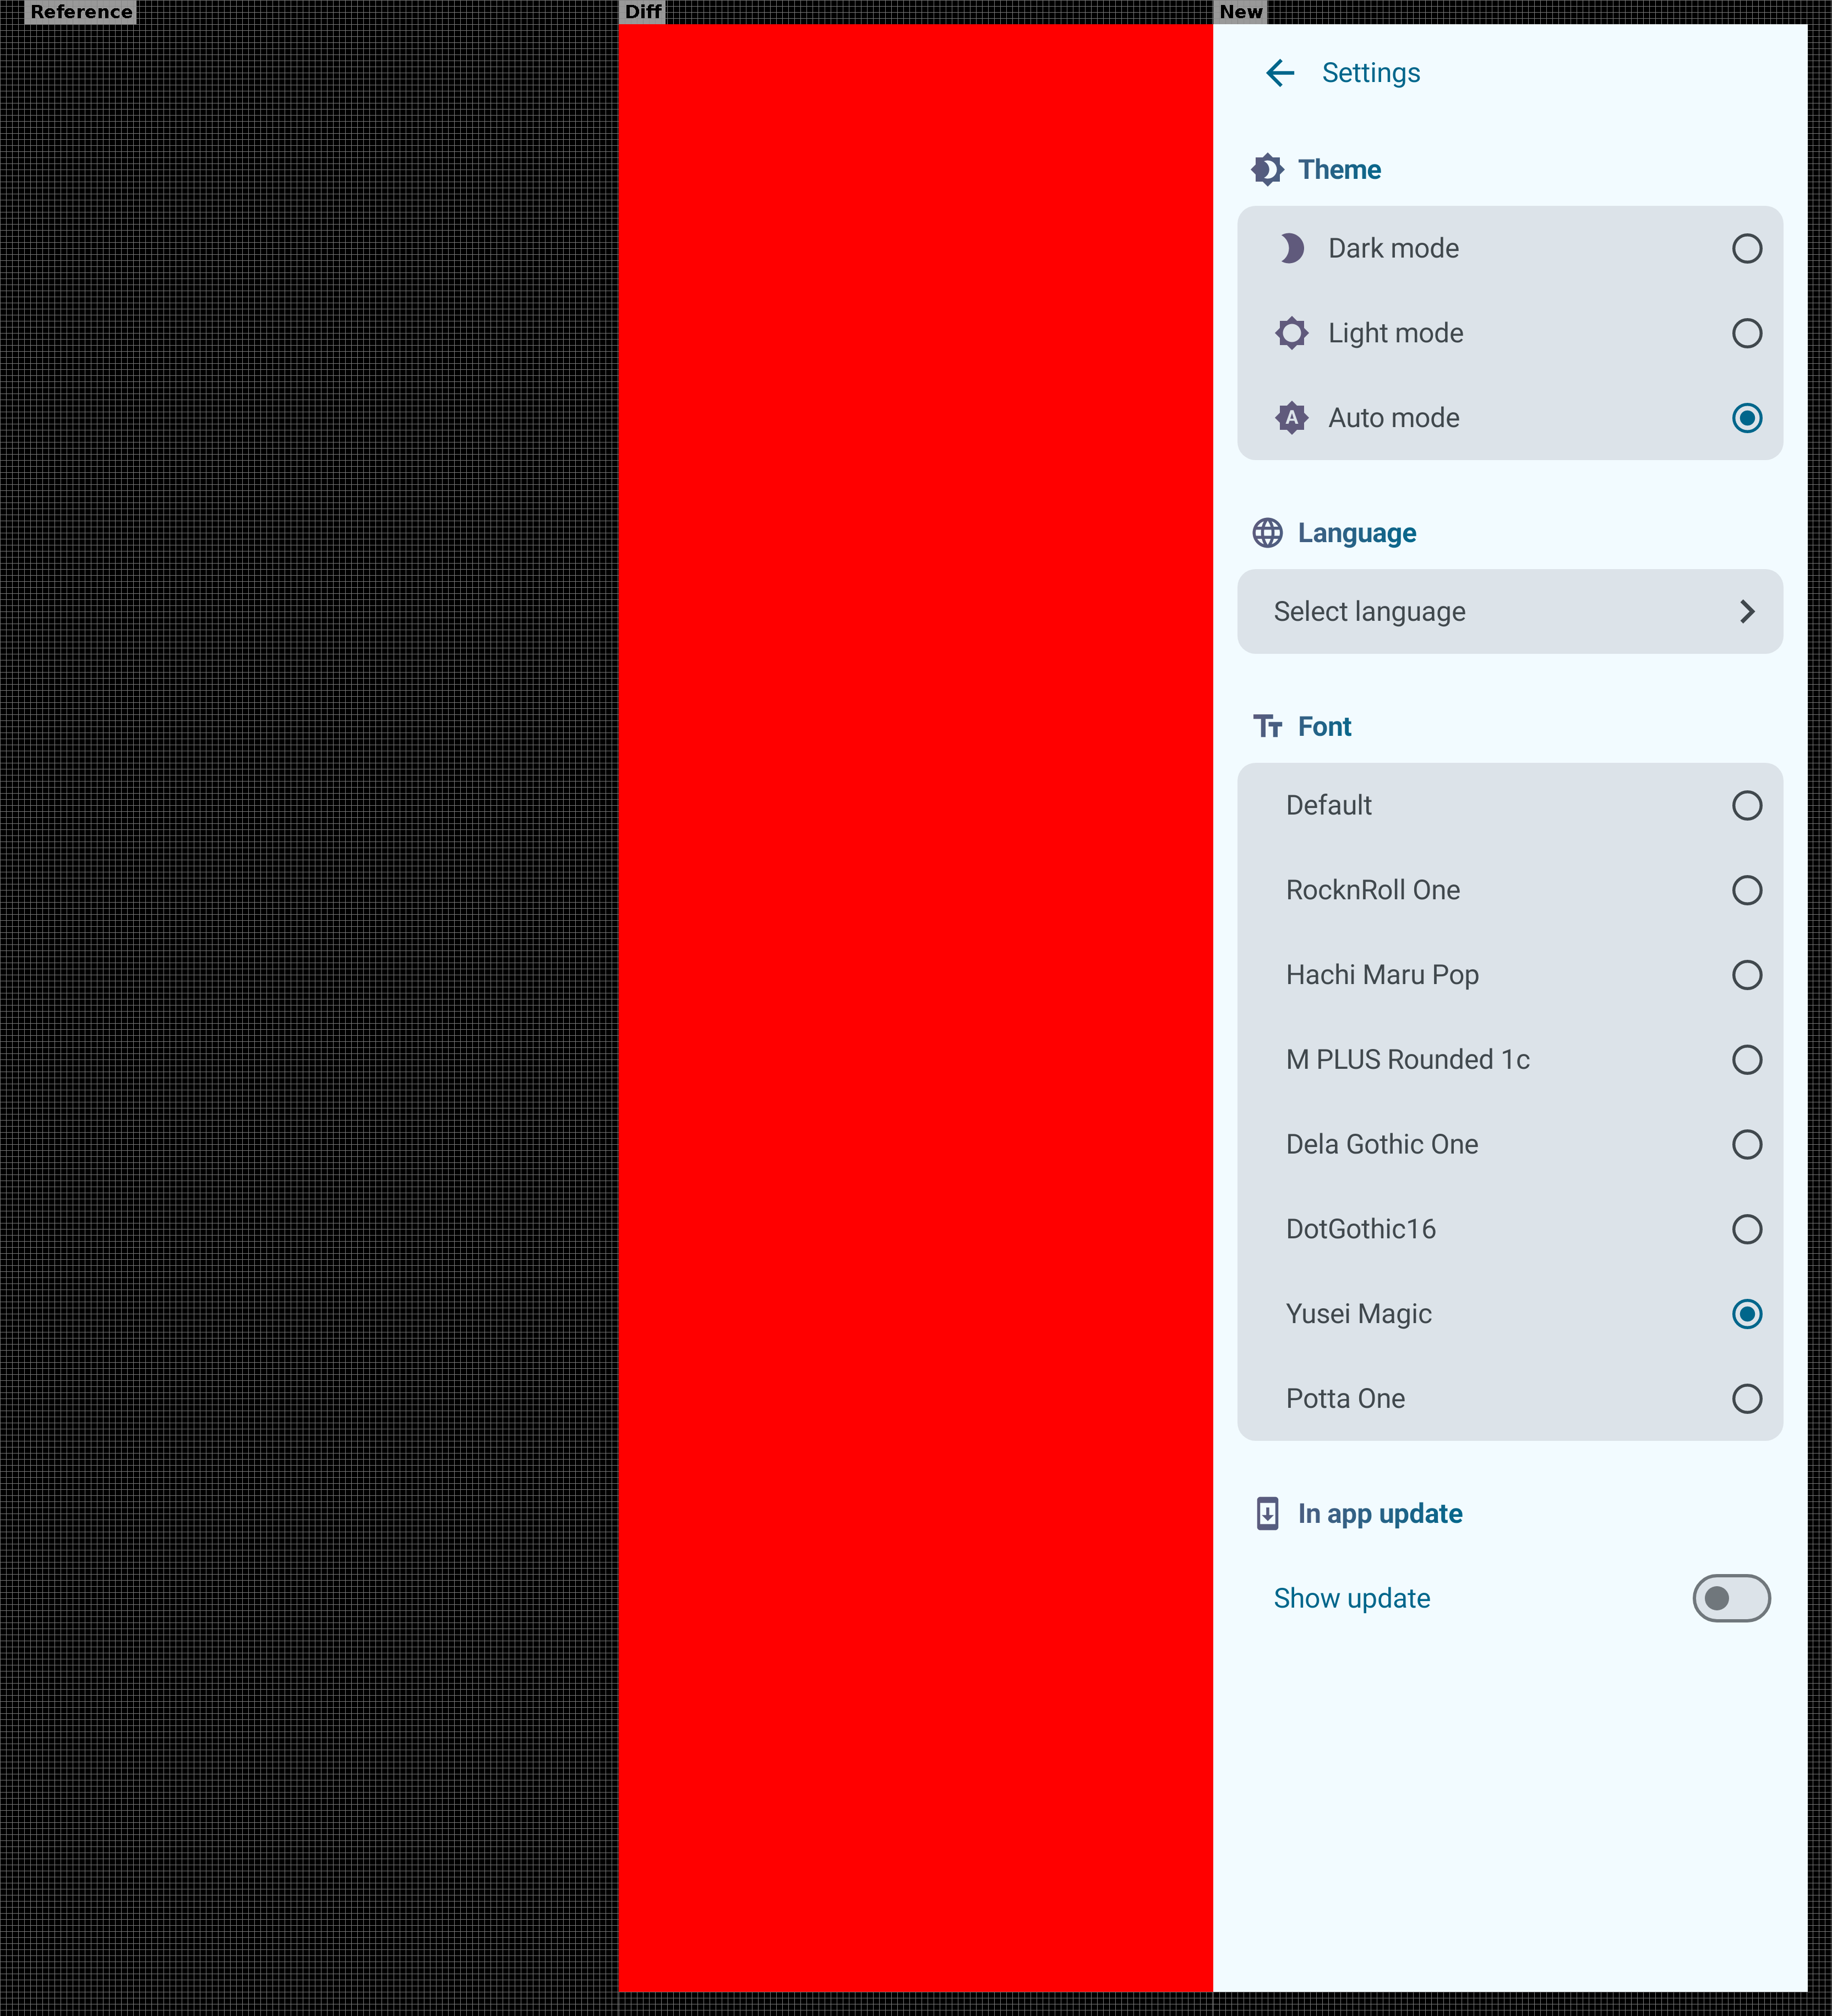 Reference
Diff
New
Settings
Theme
Dark mode
Light mode
A Auto mode
Language
Select language
Tt Font
Default
RocknRoll One
Hachi Maru Pop
M PLUS Rounded 1c
Dela Gothic One
DotGothic16
Yusei Magic
Potta One
In app update
Show update